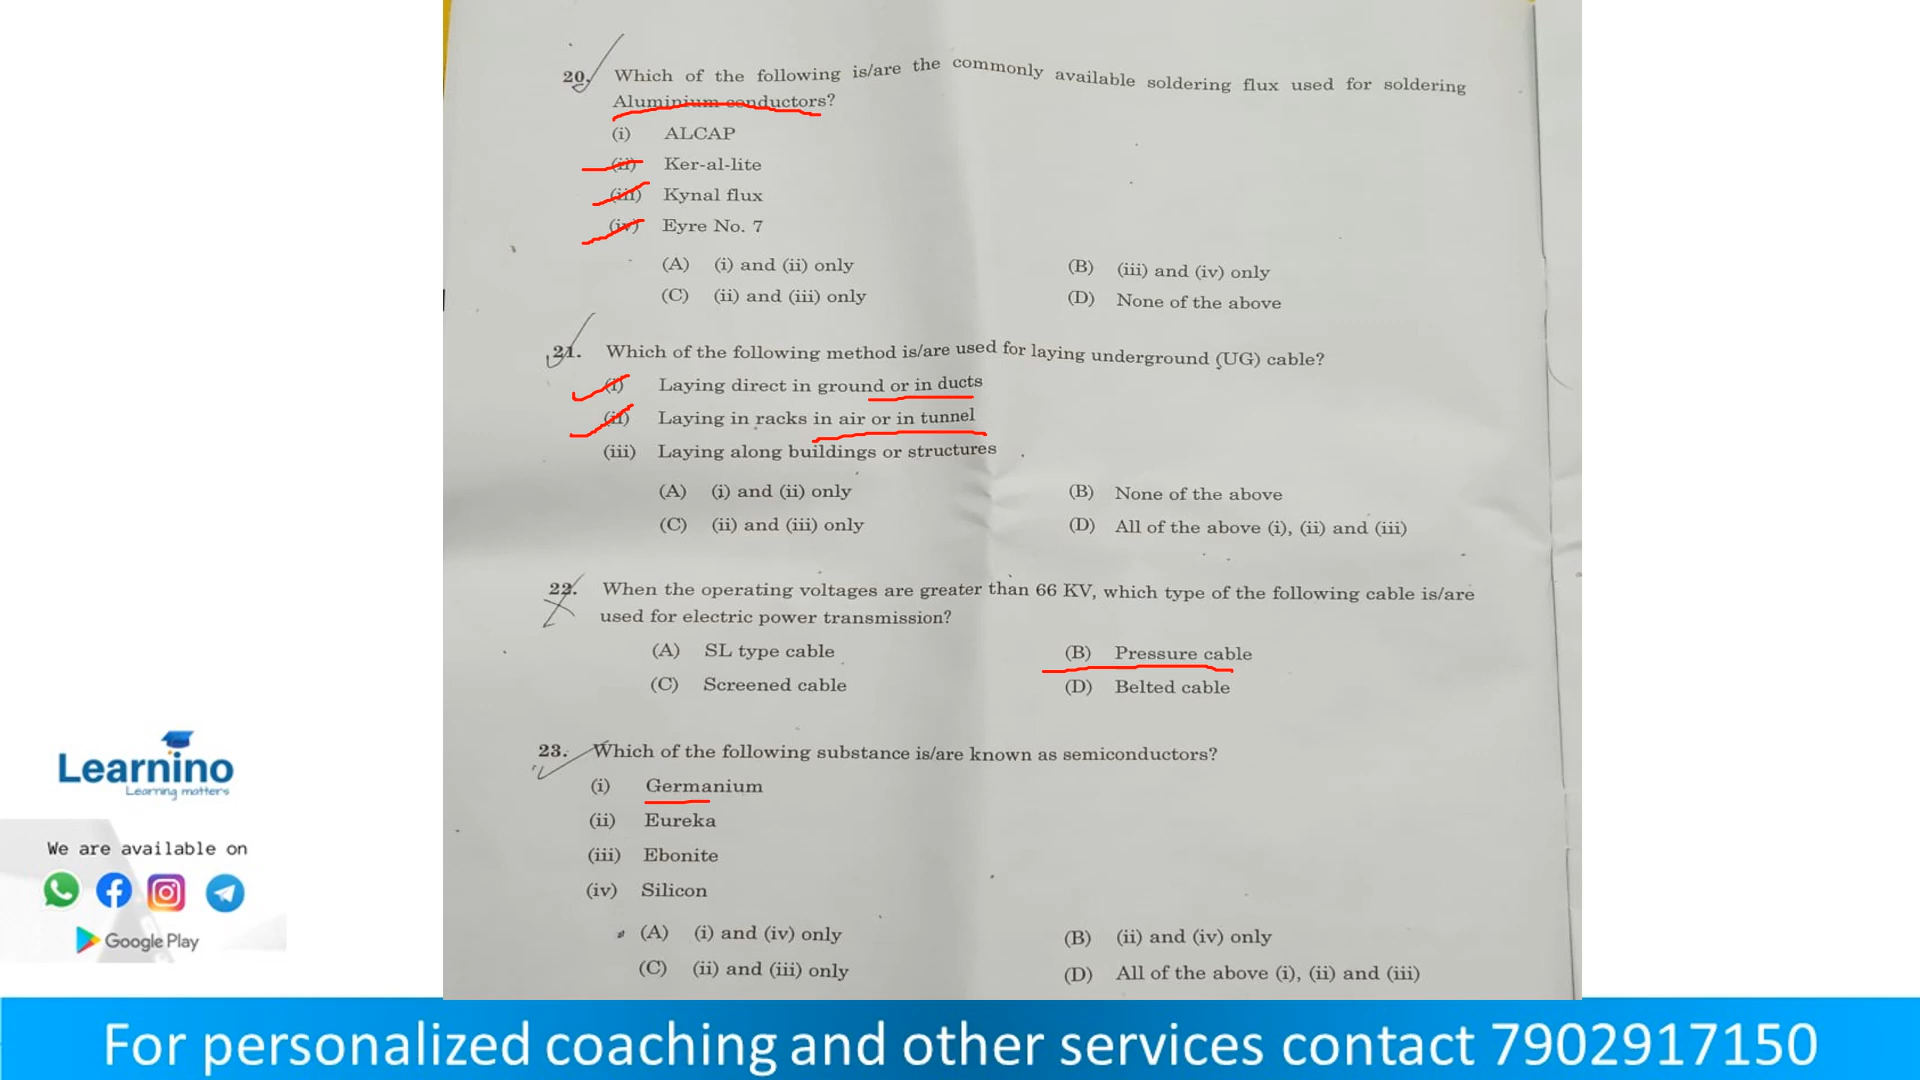 20. Which of the following is/are the commonly available soldering flux used for soldering
Aluminium conductors?
(i) ALCAP
(ii) Ker-al-lite
(iii) Kynal flux
(iv) Eyre No. 7
(A) (i) and (ii) only (B) (iii) and (iv) only
(C) (ii) and (iii) only (D) None of the above
21. Which of the following method is/are used for laying underground (UG) cable?
(i) Laying direct in ground or in ducts
(ii) Laying in racks in air or in tunnel
(iii) Laying along buildings or structures
(A) (i) and (ii) only (B) None of the above
(C) (ii) and (iii) only (D) All of the above (i), (ii) and (iii)
22. When the operating voltages are greater than 66 KV, which type of the following cable is/are
used for electric power transmission?
(A) SL type cable (B) Pressure cable
(C) Screened cable (D) Belted cable
23. Which of the following substance is/are known as semiconductors?
(i) Germanium
(ii) Eureka
(iii) Ebonite
(iv) Silicon
(A) (i) and (iv) only (B) (ii) and (iv) only
(C) (ii) and (iii) only (D) All of the above (i), (ii) and (iii)
Learnino
Learning matters
We are available on
Google Play
For personalized coaching and other services contact 7902917150